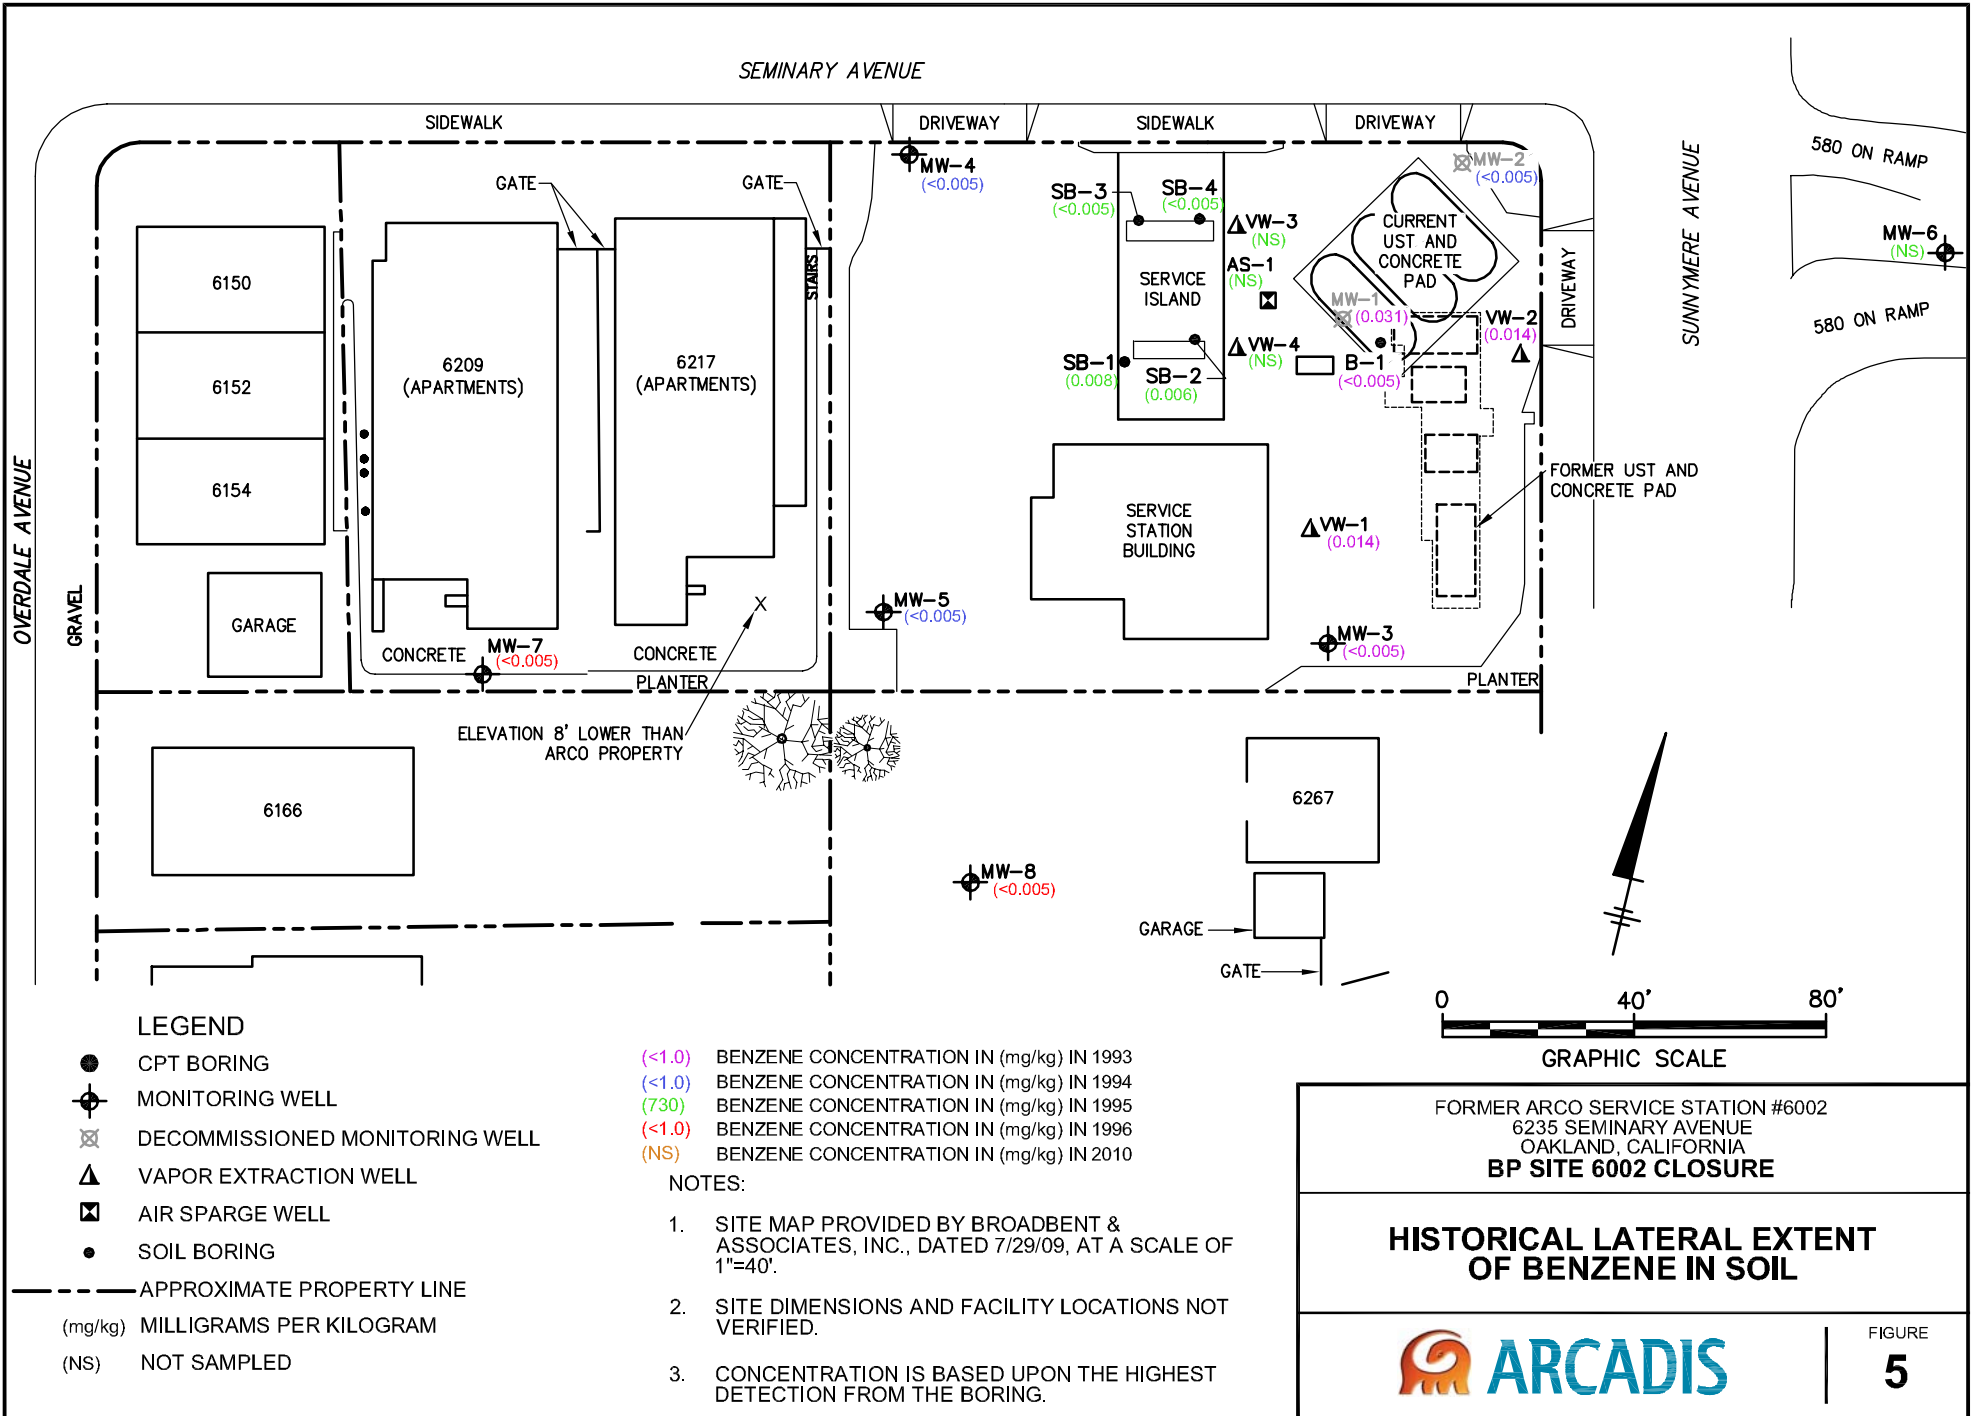 SEMINARY AVENUE
SIDEWALK
DRIVEWAY
SIDEWALK
DRIVEWAY
580 ON RAMP
580 ON RAMP
SUNNYMERE AVENUE
DRIVEWAY
OVERDALE AVENUE
GRAVEL
GATE
GATE
STAIRS
MW-4
(<0.005)
MW-2
(<0.005)
SB-3
(<0.005)
SB-4
(<0.005)
VW-3
(NS)
AS-1
(NS)
SERVICE
ISLAND
CURRENT
UST AND
CONCRETE
PAD
MW-1
(0.031)
VW-2
(0.014)
MW-6
(NS)
VW-4
(NS)
SB-1
(0.008)
SB-2
(0.006)
B-1
(<0.005)
6150
6152
6154
6209
(APARTMENTS)
6217
(APARTMENTS)
FORMER UST AND
CONCRETE PAD
SERVICE
STATION
BUILDING
VW-1
(0.014)
GARAGE
X
MW-5
(<0.005)
MW-3
(<0.005)
CONCRETE
MW-7
(<0.005)
CONCRETE
PLANTER
PLANTER
ELEVATION 8' LOWER THAN
ARCO PROPERTY
6166
6267
MW-8
(<0.005)
GARAGE
GATE
0 40' 80'
GRAPHIC SCALE
LEGEND
CPT BORING
MONITORING WELL
DECOMMISSIONED MONITORING WELL
VAPOR EXTRACTION WELL
AIR SPARGE WELL
SOIL BORING
APPROXIMATE PROPERTY LINE
(mg/kg) MILLIGRAMS PER KILOGRAM
(NS) NOT SAMPLED
(<1.0) BENZENE CONCENTRATION IN (mg/kg) IN 1993
(<1.0) BENZENE CONCENTRATION IN (mg/kg) IN 1994
(730) BENZENE CONCENTRATION IN (mg/kg) IN 1995
(<1.0) BENZENE CONCENTRATION IN (mg/kg) IN 1996
(NS) BENZENE CONCENTRATION IN (mg/kg) IN 2010
NOTES:
1. SITE MAP PROVIDED BY BROADBENT &
ASSOCIATES, INC., DATED 7/29/09, AT A SCALE OF
1"=40'.
2. SITE DIMENSIONS AND FACILITY LOCATIONS NOT
VERIFIED.
3. CONCENTRATION IS BASED UPON THE HIGHEST
DETECTION FROM THE BORING.
FORMER ARCO SERVICE STATION #6002
6235 SEMINARY AVENUE
OAKLAND, CALIFORNIA
BP SITE 6002 CLOSURE
HISTORICAL LATERAL EXTENT
OF BENZENE IN SOIL
ARCADIS
FIGURE
5